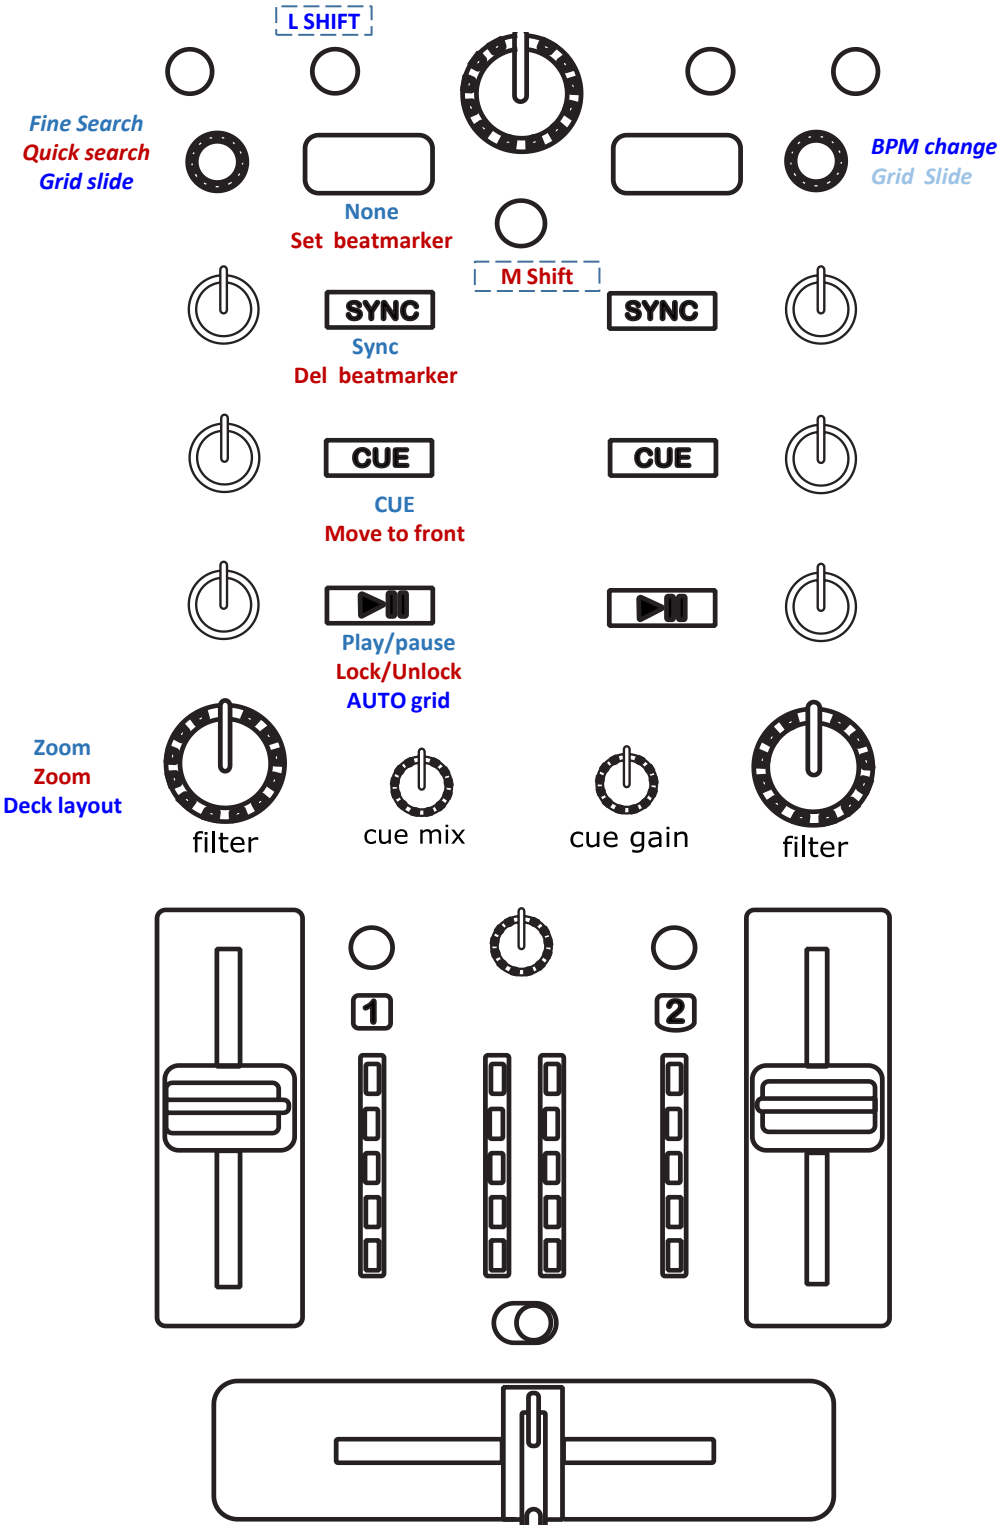 L SHIFT
Fine Search
Quick search
Grid slide
BPM change
Grid Slide
None
Set beatmarker
M Shift
SYNC
SYNC
Sync
Del beatmarker
CUE
CUE
CUE
Move to front
Play/pause
Lock/Unlock
AUTO grid
Zoom
Zoom
Deck layout
filter
cue mix
cue gain
filter
1
2